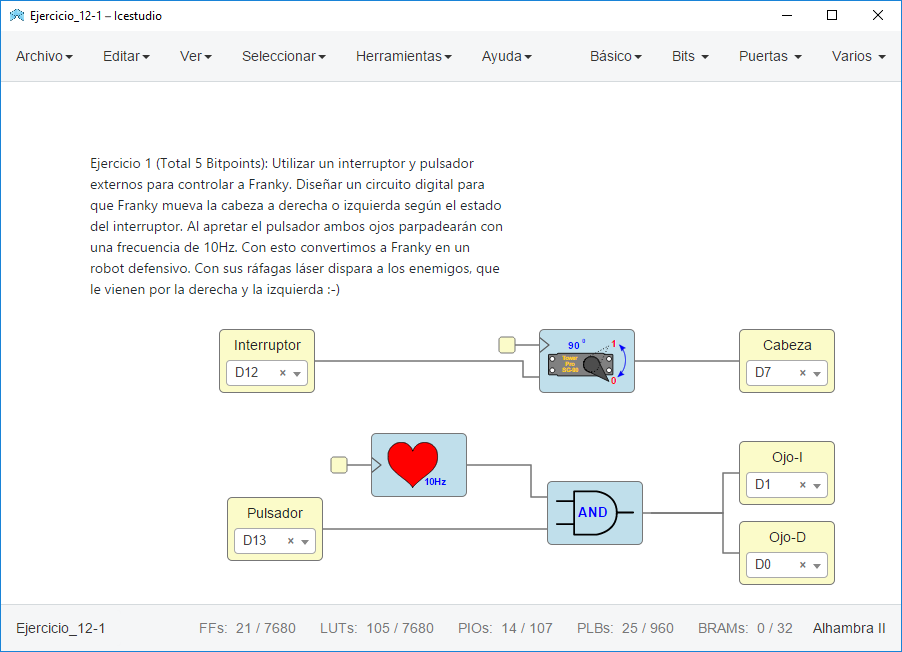 Ejercicio_12-1 – Icestudio
Archivo Editar Ver Seleccionar Herramientas Ayuda Básico Bits Puertas Varios
Ejercicio 1 (Total 5 Bitpoints): Utilizar un interruptor y pulsador
externos para controlar a Franky. Diseñar un circuito digital para
que Franky mueva la cabeza a derecha o izquierda según el estado
del interruptor. Al apretar el pulsador ambos ojos parpadearán con
una frecuencia de 10Hz. Con esto convertimos a Franky en un
robot defensivo. Con sus ráfagas láser dispara a los enemigos, que
le vienen por la derecha y la izquierda :-)
Interruptor
D12 ×
90 º
1
Tower
Pro
SG-90
0
Cabeza
D7 ×
10Hz
Pulsador
D13 ×
AND
Ojo-I
D1 ×
Ojo-D
D0 ×
Ejercicio_12-1 FFs: 21 / 7680 LUTs: 105 / 7680 PIOs: 14 / 107 PLBs: 25 / 960 BRAMs: 0 / 32 Alhambra II